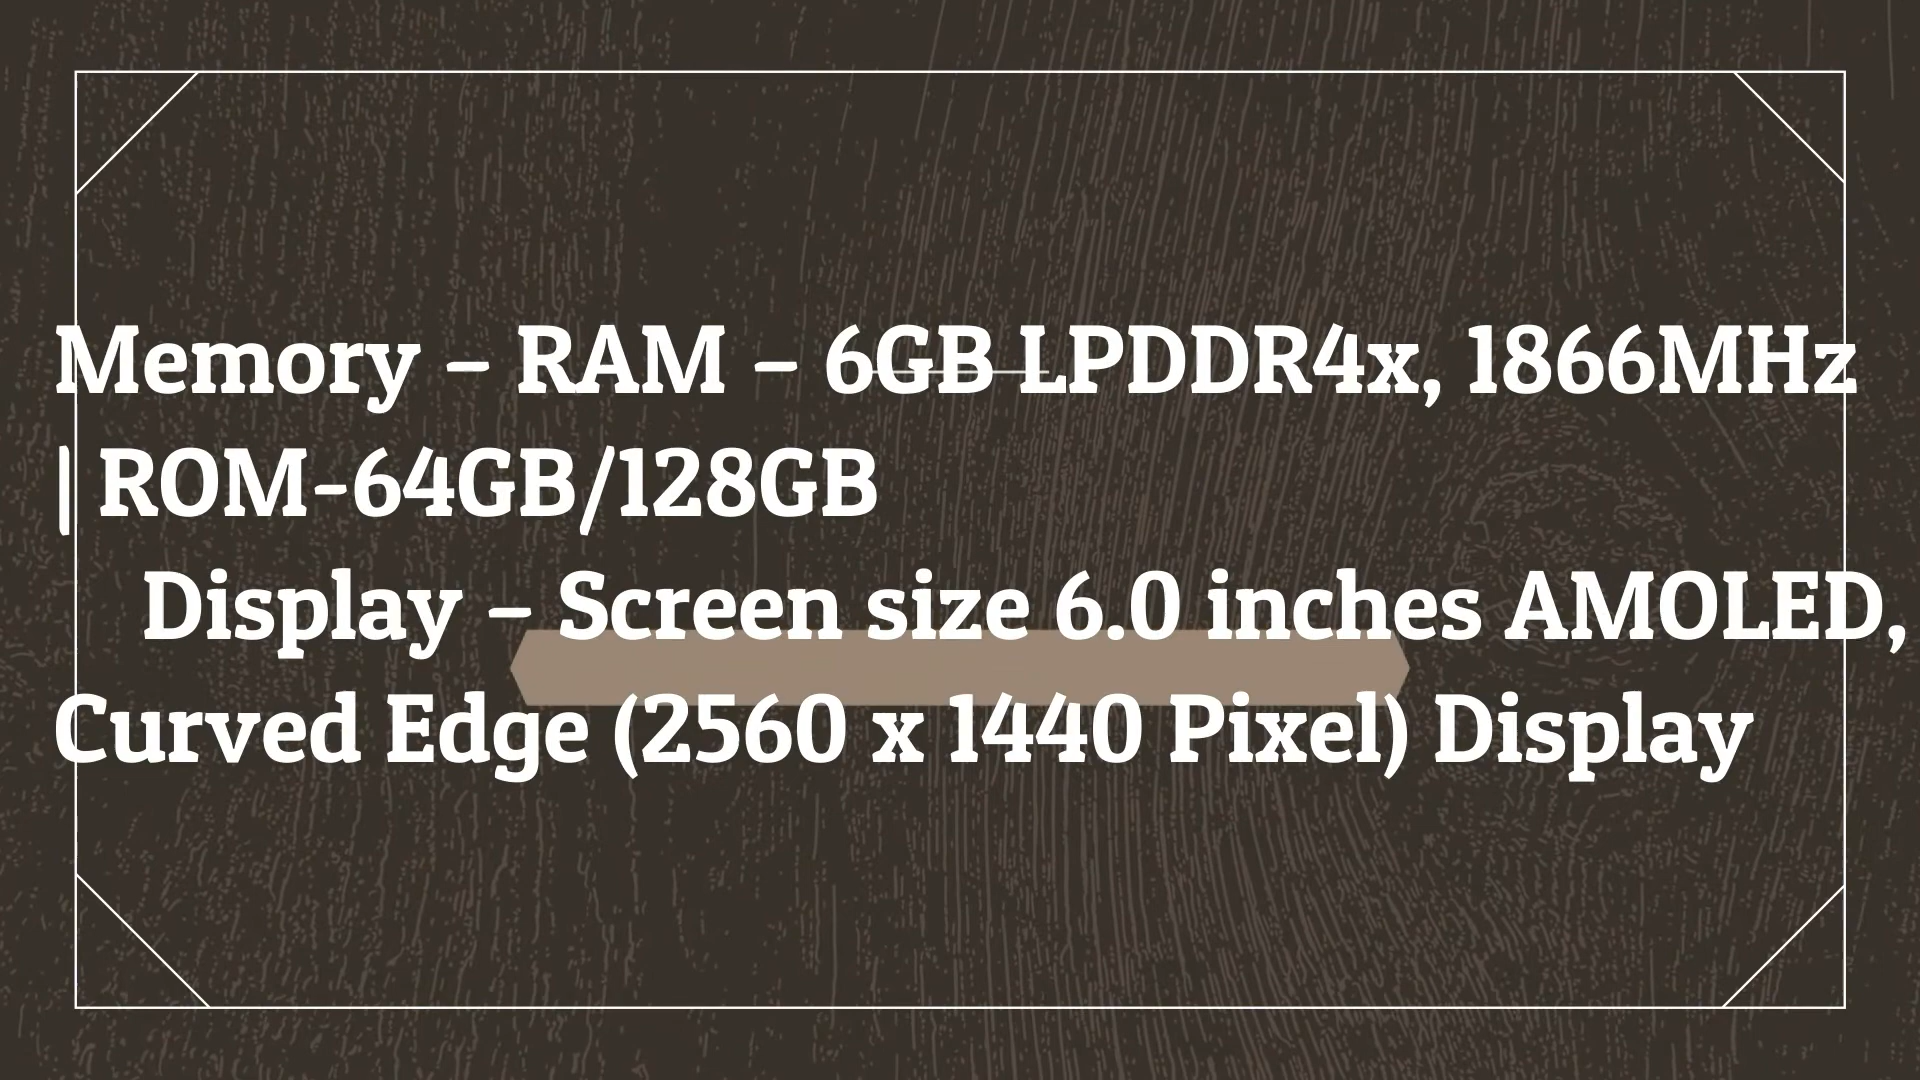 Memory – RAM – 6GB LPDDR4x, 1866MHz
| ROM-64GB/128GB
Display – Screen size 6.0 inches AMOLED,
Curved Edge (2560 x 1440 Pixel) Display